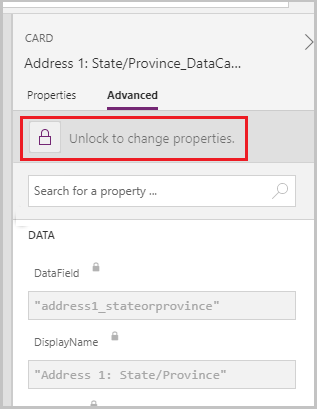 CARD
Address 1: State/Province_DataCa...
Properties
Advanced
Unlock to change properties.
Search for a property ...
DATA
DataField
"address1_stateorprovince"
DisplayName
"Address 1: State/Province"